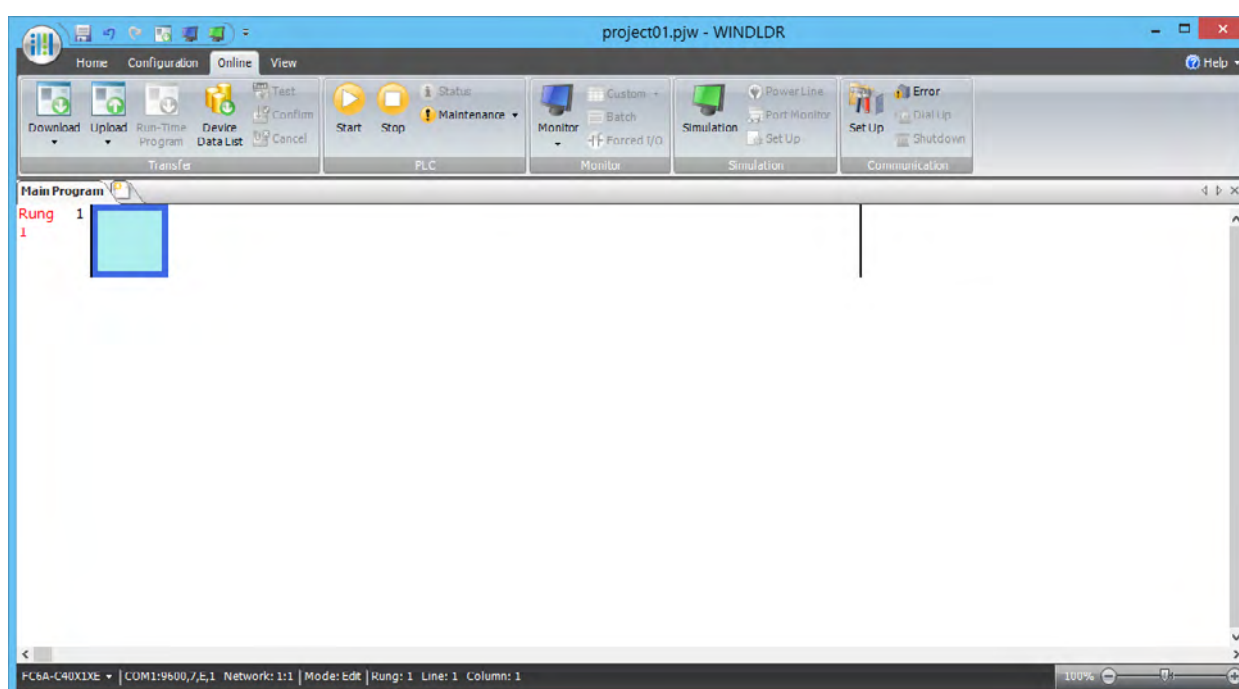 project01.pjw - WINDLDR
Home Configuration Online View Help
Download Upload Run-Time Program Device Data List Test Confirm Cancel
Transfer
Start Stop Status Maintenance
PLC
Monitor Custom Batch Forced I/O
Monitor
Simulation Power Line Port Monitor Set Up
Simulation
Set Up Error Dial Up Shutdown
Communication
Main Program
Rung 1
1
FC6A-C40X1XE COM1:9600,7,E,1 Network: 1:1 Mode: Edit Rung: 1 Line: 1 Column: 1 100%